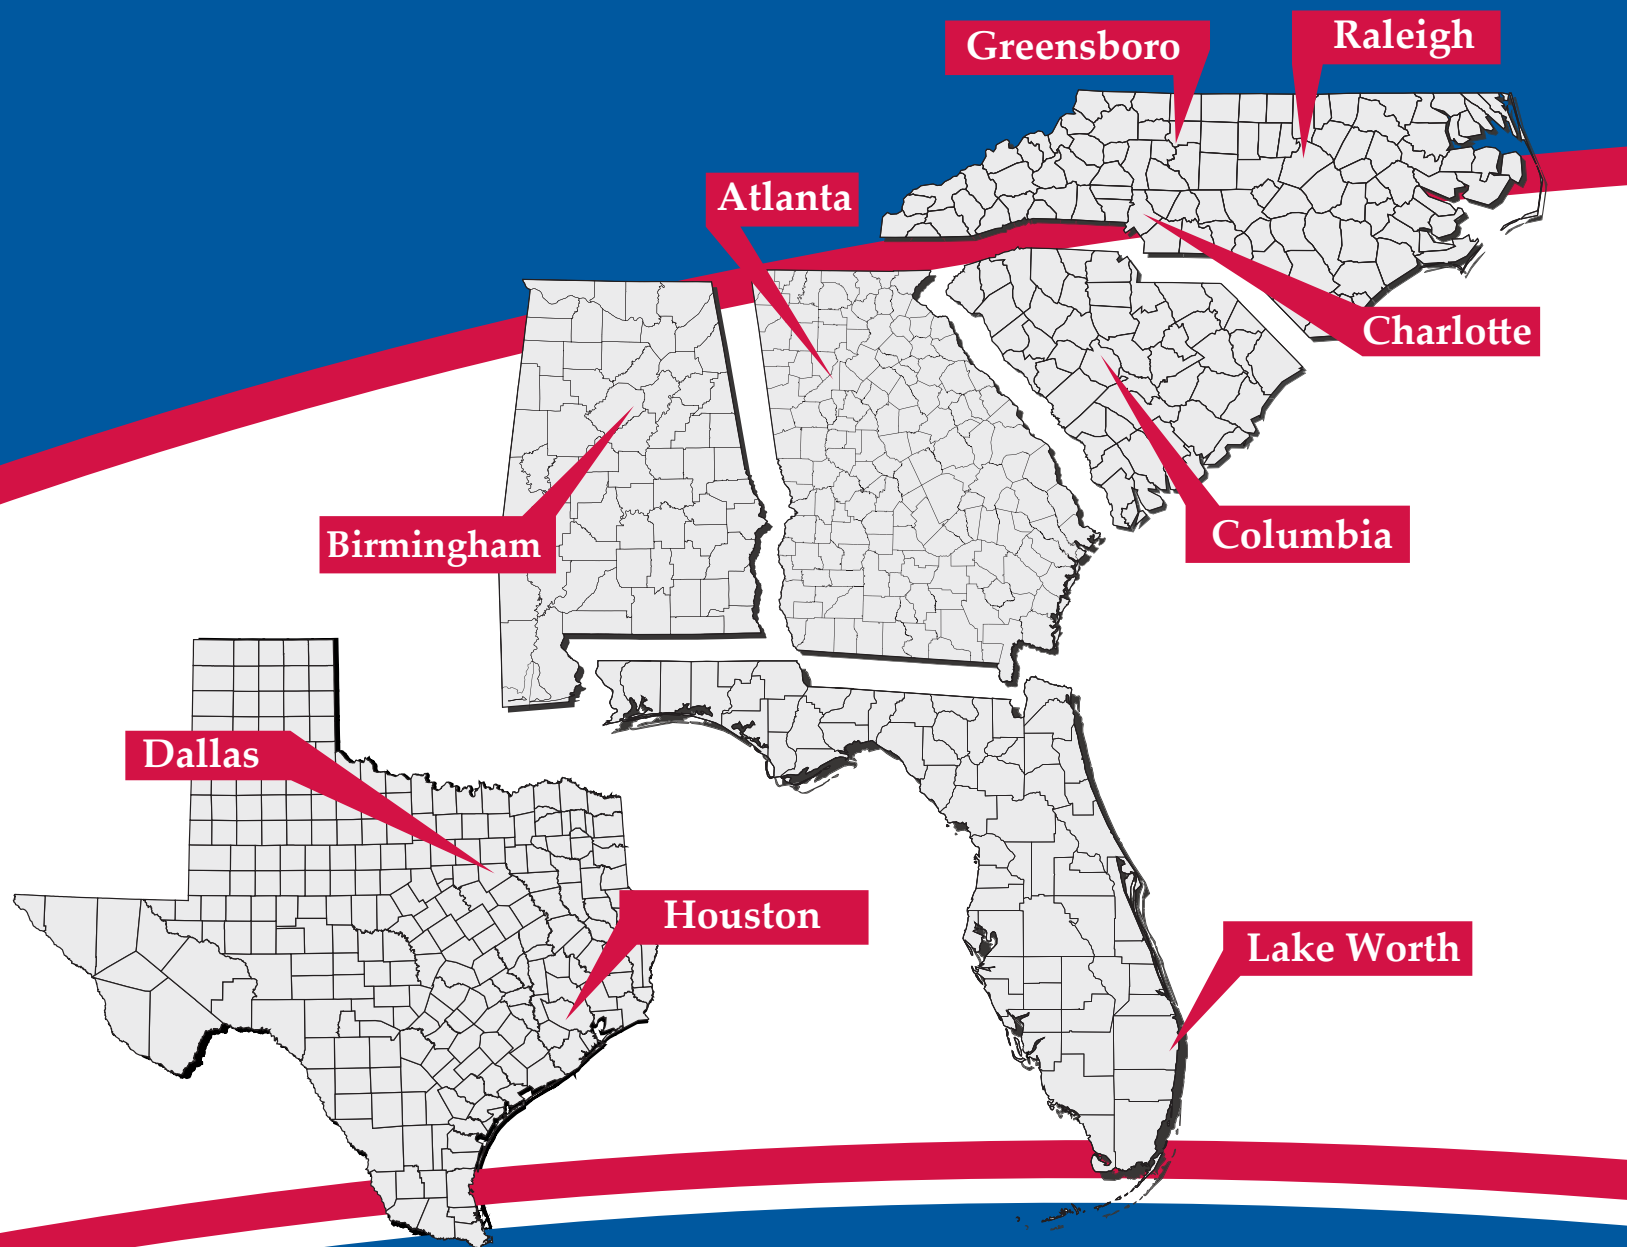 Greensboro
Raleigh
Atlanta
Charlotte
Birmingham
Columbia
Dallas
Houston
Lake Worth